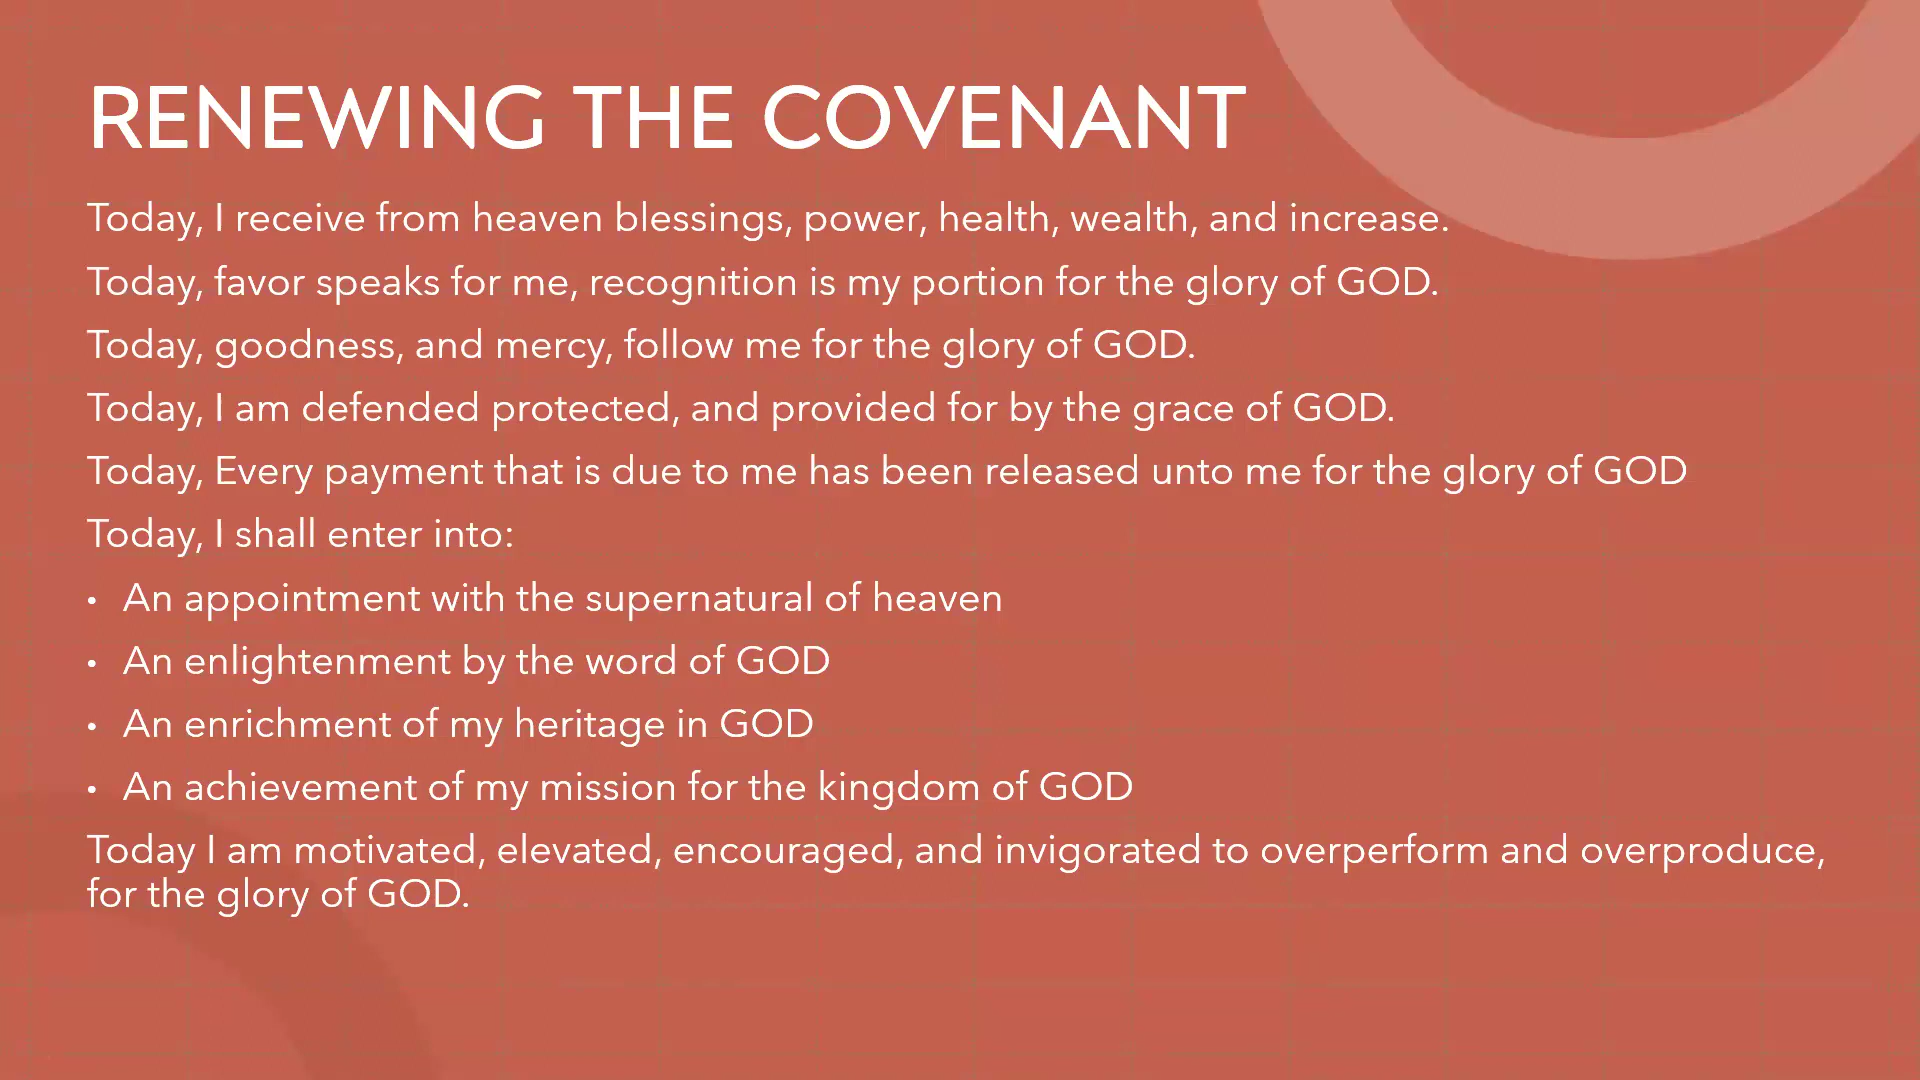 RENEWING THE COVENANT
Today, I receive from heaven blessings, power, health, wealth, and increase.
Today, favor speaks for me, recognition is my portion for the glory of GOD.
Today, goodness, and mercy, follow me for the glory of GOD.
Today, I am defended protected, and provided for by the grace of GOD.
Today, Every payment that is due to me has been released unto me for the glory of GOD
Today, I shall enter into:
• An appointment with the supernatural of heaven
• An enlightenment by the word of GOD
• An enrichment of my heritage in GOD
• An achievement of my mission for the kingdom of GOD
Today I am motivated, elevated, encouraged, and invigorated to overperform and overproduce,
for the glory of GOD.